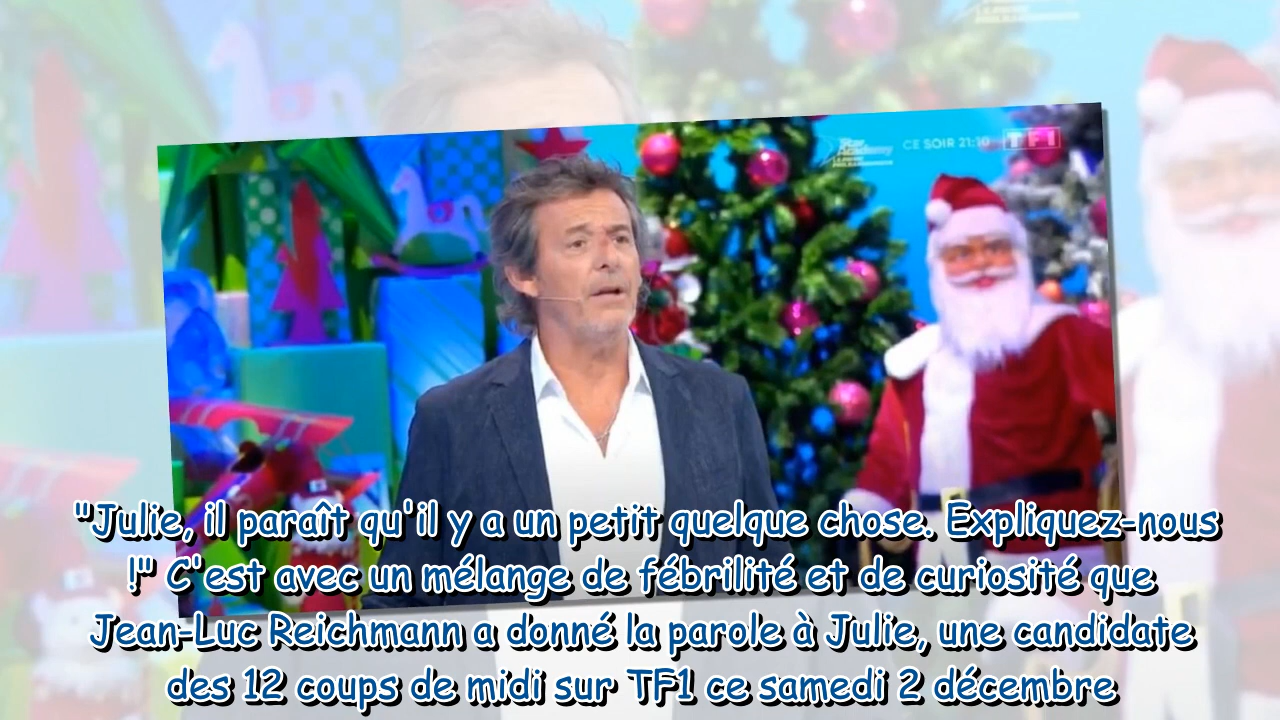 Star
Academy
CE SOIR 21:10
TF1
"Julie, il paraît qu'il y a un petit quelque chose. Expliquez-nous
!" C'est avec un mélange de fébrilité et de curiosité que
Jean-Luc Reichmann a donné la parole à Julie, une candidate
des 12 coups de midi sur TF1 ce samedi 2 décembre